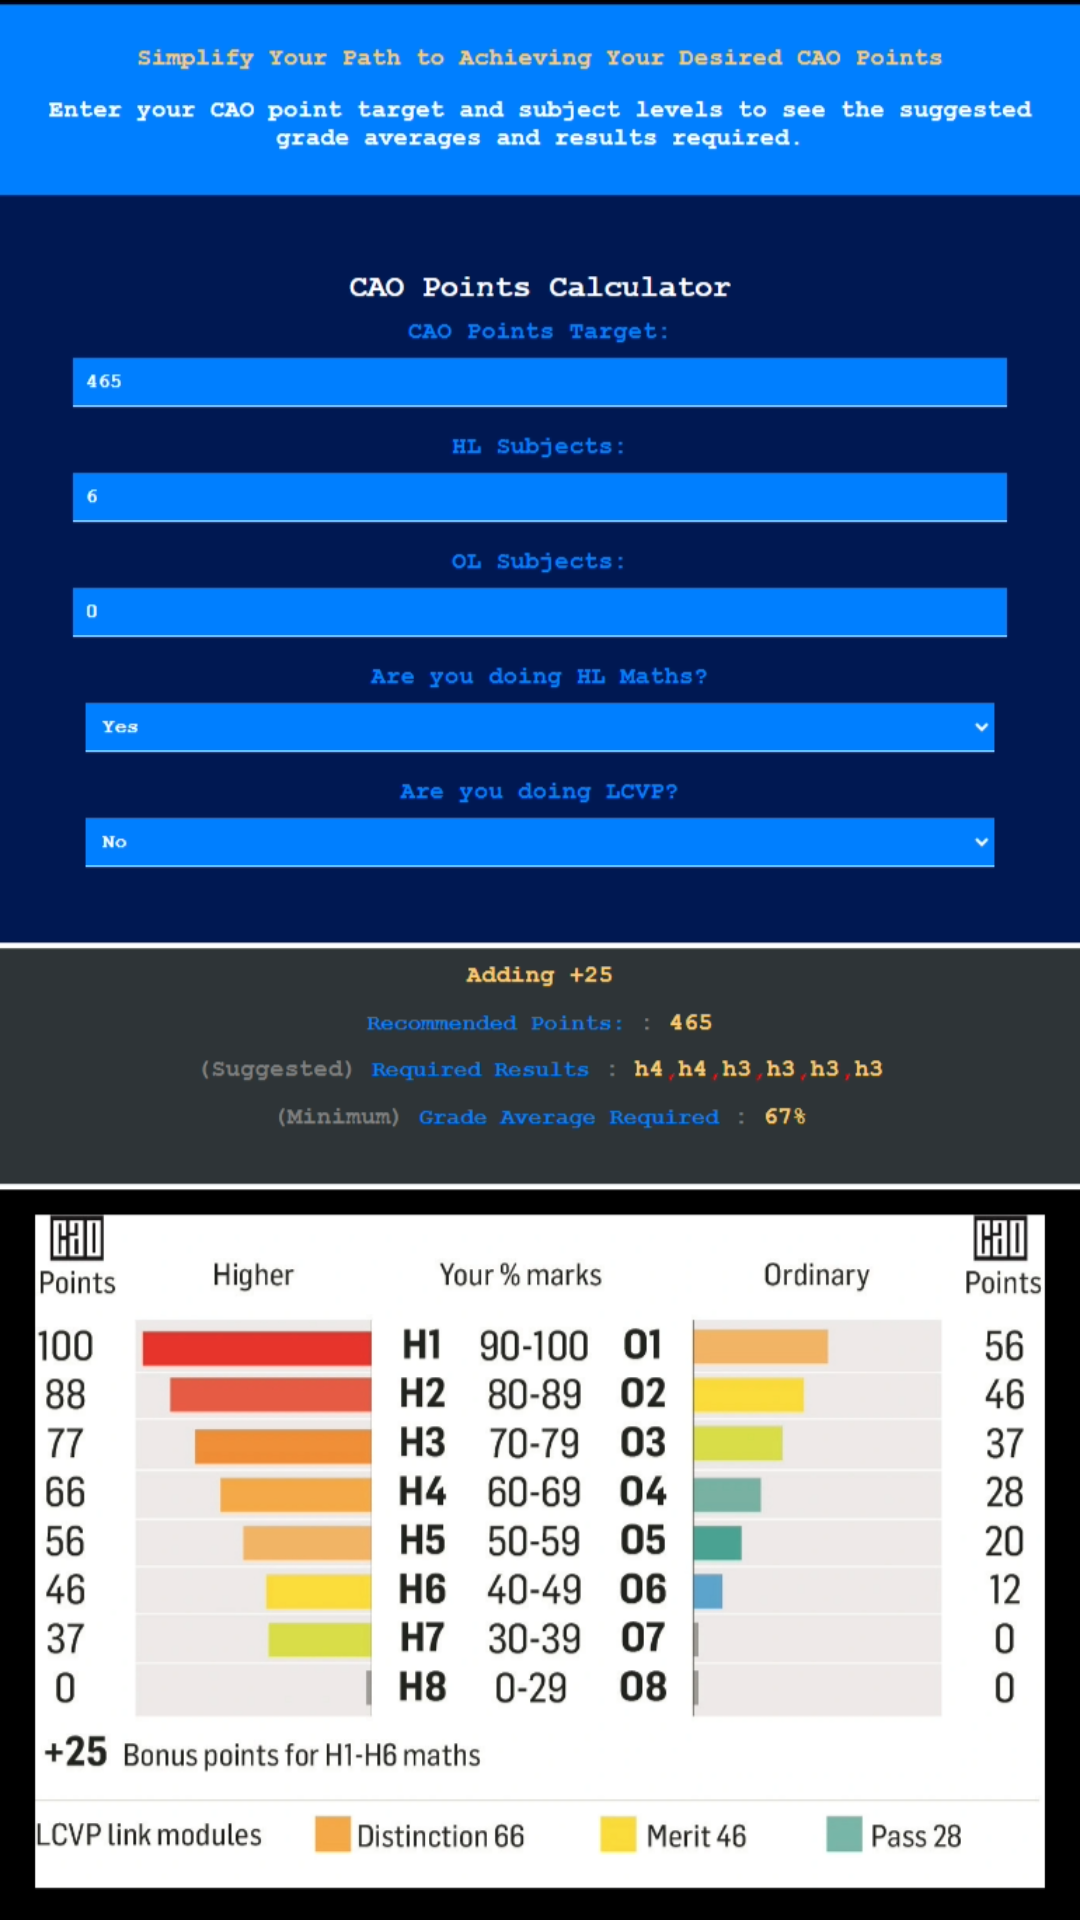 Simplify Your Path to Achieving Your Desired CAO Points
Enter your CAO point target and subject levels to see the suggested
grade averages and results required.
CAO Points Calculator
CAO Points Target:
465
HL Subjects:
6
OL Subjects:
0
Are you doing HL Maths?
Yes
Are you doing LCVP?
No
Adding +25
Recommended Points: : 465
(Suggested) Required Results : h4,h4,h3,h3,h3,h3
(Minimum) Grade Average Required : 67%
CAO CAO
Points Higher Your % marks Ordinary Points
100 H1 90-100 O1 56
88 H2 80-89 O2 46
77 H3 70-79 O3 37
66 H4 60-69 O4 28
56 H5 50-59 O5 20
46 H6 40-49 O6 12
37 H7 30-39 O7 0
0 H8 0-29 O8 0
+25 Bonus points for H1-H6 maths
LCVP link modules Distinction 66 Merit 46 Pass 28